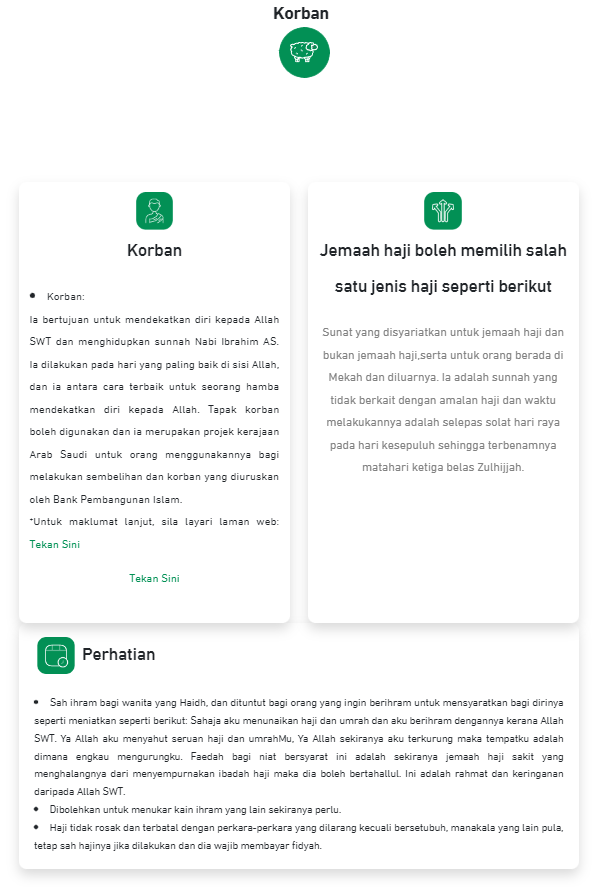 Korban
Korban
• Korban:
Ia bertujuan untuk mendekatkan diri kepada Allah
SWT dan menghidupkan sunnah Nabi Ibrahim AS.
Ia dilakukan pada hari yang paling baik di sisi Allah,
dan ia antara cara terbaik untuk seorang hamba
mendekatkan diri kepada Allah. Tapak korban
boleh digunakan dan ia merupakan projek kerajaan
Arab Saudi untuk orang menggunakannya bagi
melakukan sembelihan dan korban yang diuruskan
oleh Bank Pembangunan Islam.
*Untuk maklumat lanjut, sila layari laman web:
Tekan Sini
Tekan Sini
Jemaah haji boleh memilih salah
satu jenis haji seperti berikut
Sunat yang disyariatkan untuk jemaah haji dan
bukan jemaah haji,serta untuk orang berada di
Mekah dan diluarnya. Ia adalah sunnah yang
tidak berkait dengan amalan haji dan waktu
melakukannya adalah selepas solat hari raya
pada hari kesepuluh sehingga terbenamnya
matahari ketiga belas Zulhijjah.
Perhatian
• Sah ihram bagi wanita yang Haidh, dan dituntut bagi orang yang ingin berihram untuk mensyaratkan bagi dirinya
seperti meniatkan seperti berikut: Sahaja aku menunaikan haji dan umrah dan aku berihram dengannya kerana Allah
SWT. Ya Allah aku menyahut seruan haji dan umrahMu, Ya Allah sekiranya aku terkurung maka tempatku adalah
dimana engkau mengurungku. Faedah bagi niat bersyarat ini adalah sekiranya jemaah haji sakit yang
menghalangnya dari menyempurnakan ibadah haji maka dia boleh bertahallul. Ini adalah rahmat dan keringanan
daripada Allah SWT.
• Dibolehkan untuk menukar kain ihram yang lain sekiranya perlu.
• Haji tidak rosak dan terbatal dengan perkara-perkara yang dilarang kecuali bersetubuh, manakala yang lain pula,
tetap sah hajinya jika dilakukan dan dia wajib membayar fidyah.